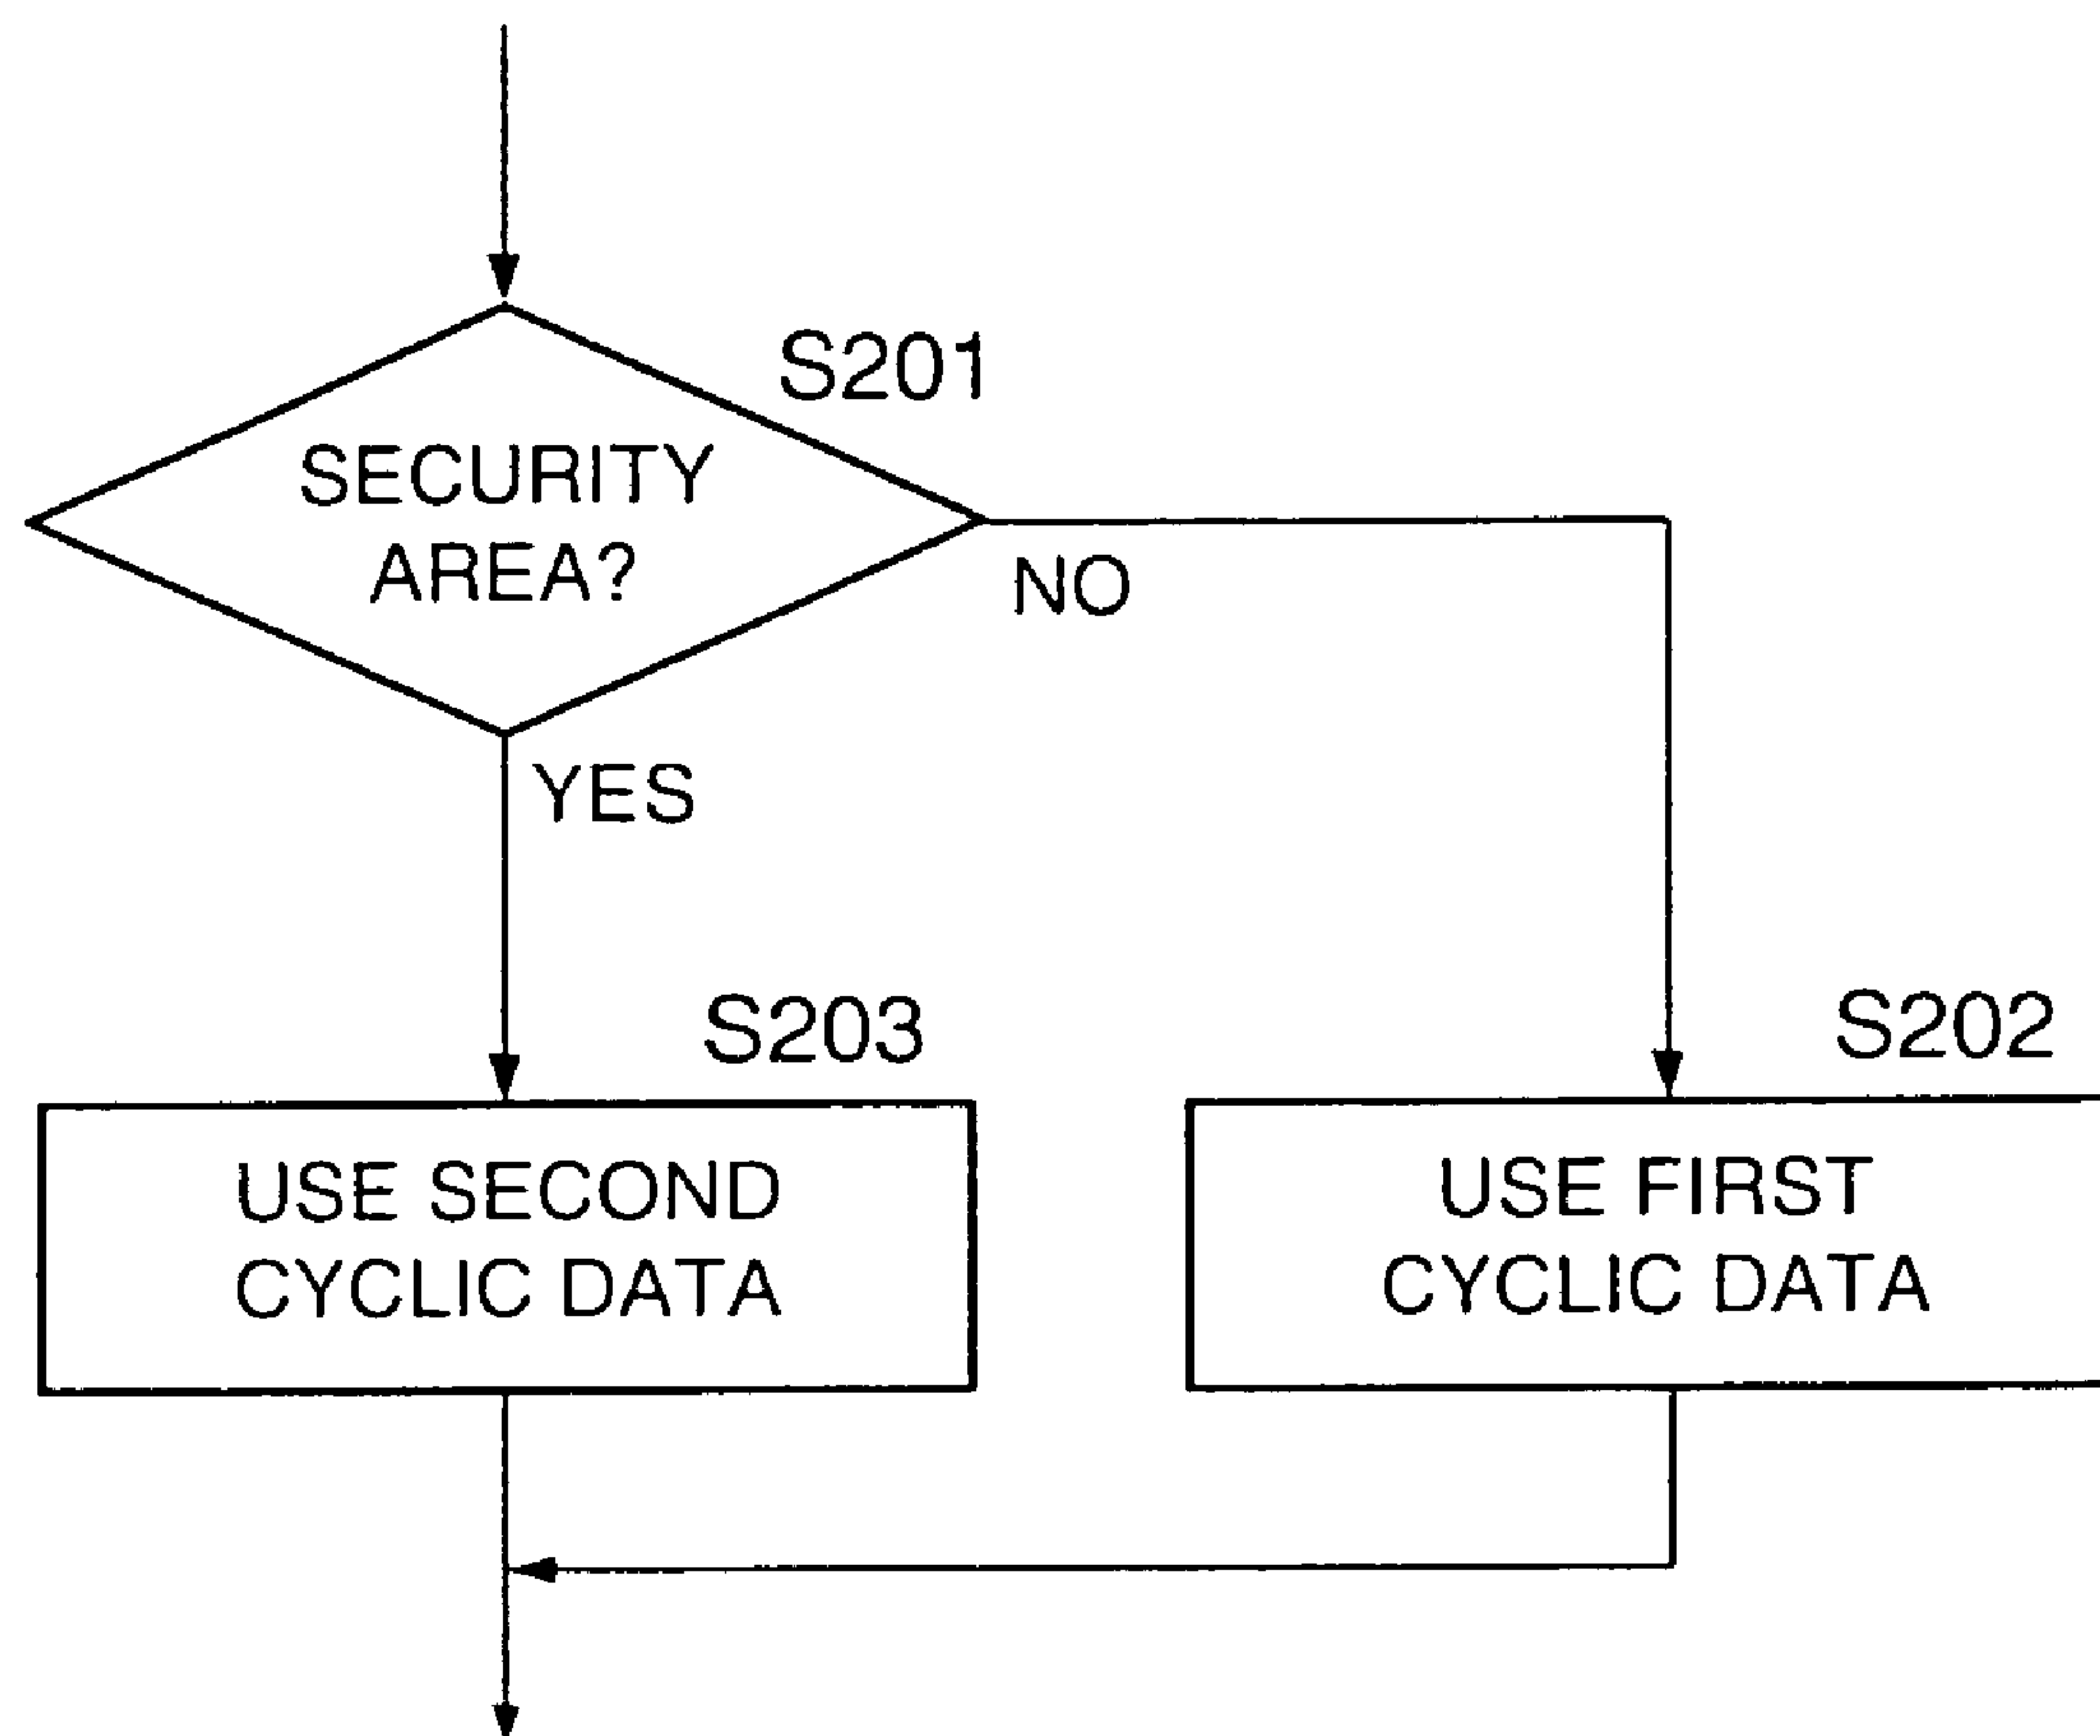 S201
SECURITY
AREA?
NO
YES
S203
S202
USE SECOND
CYCLIC DATA
USE FIRST
CYCLIC DATA